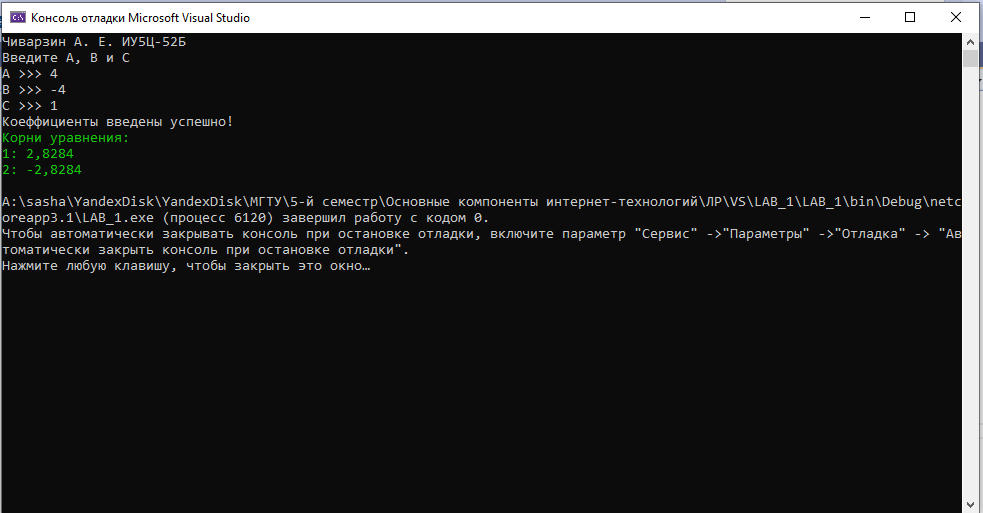 Консоль отладки Microsoft Visual Studio
Чиварзин А. Е. ИУ5Ц-52Б
Введите А, В и С
A >>> 4
B >>> -4
C >>> 1
Коеффициенты введены успешно!
Корни уравнения:
1: 2,8284
2: -2,8284
A:\sasha\YandexDisk\YandexDisk\МГТУ\5-й семестр\Основные компоненты интернет-технологий\ЛР\VS\LAB_1\LAB_1\bin\Debug\netc
oreapp3.1\LAB_1.exe (процесс 6120) завершил работу с кодом 0.
Чтобы автоматически закрывать консоль при остановке отладки, включите параметр "Сервис" ->"Параметры" ->"Отладка" -> "Ав
томатически закрыть консоль при остановке отладки".
Нажмите любую клавишу, чтобы закрыть это окно…